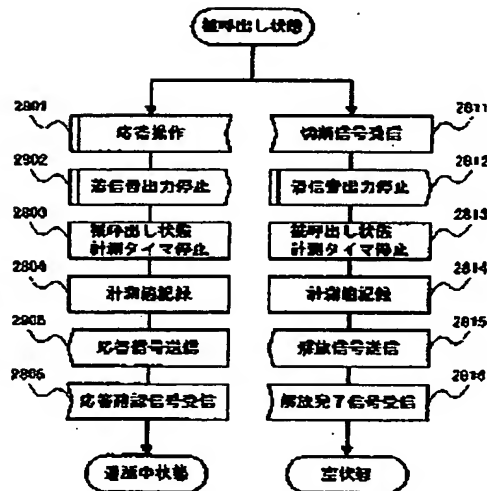 被呼出し状態
2801
応答操作
2802
着信音出力停止
2803
被呼出し状態
計測タイマ停止
2804
計測値記録
2805
応答信号送信
2806
応答確認信号受信
通話中状態
2811
切断信号受信
2812
着信音出力停止
2813
被呼出し状態
計測タイマ停止
2814
計測値記録
2815
解放信号送信
2816
解放完了信号受信
空状態